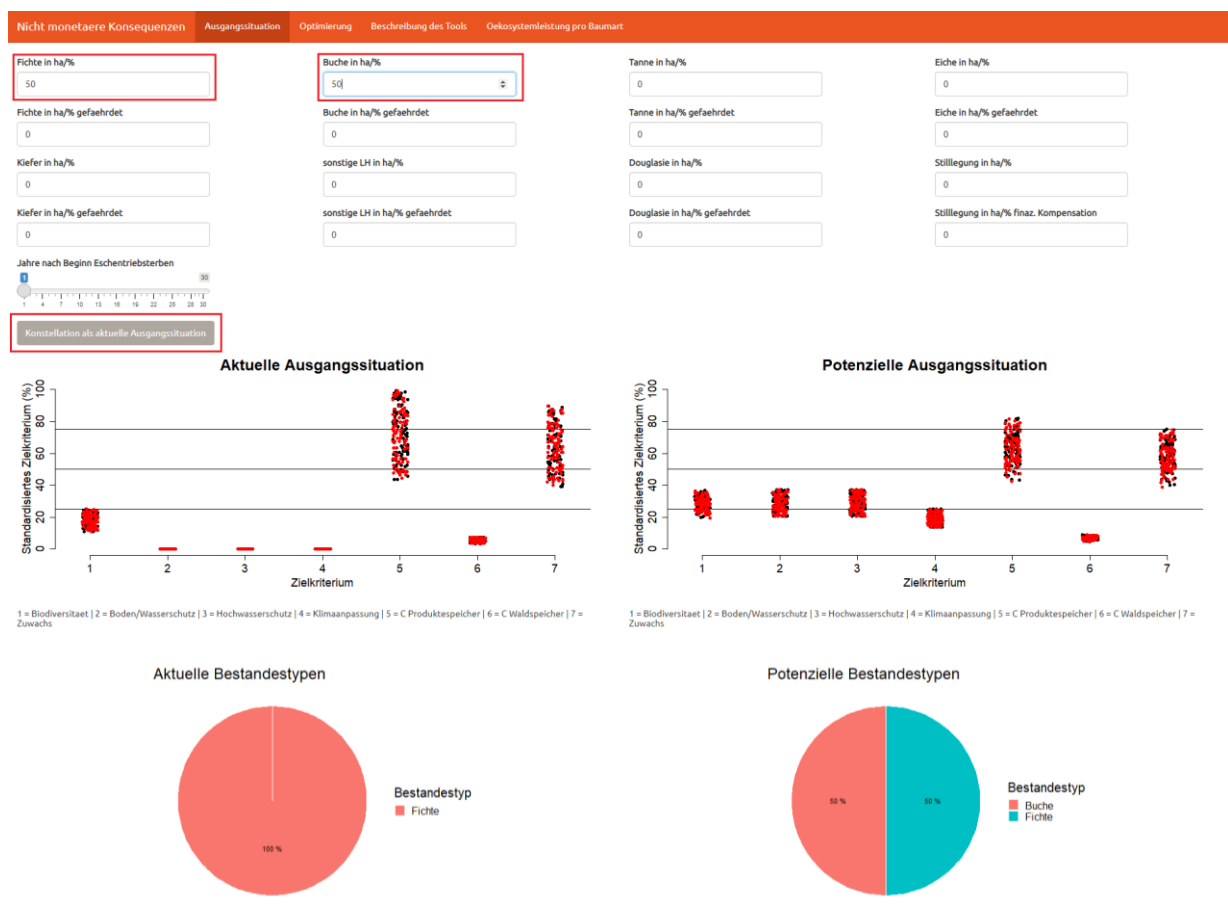 Nicht monetaere Konsequenzen Ausgangssituation Optimierung Beschreibung des Tools Oekosystemleistung pro Baumart
Fichte in ha/% Buche in ha/% Tanne in ha/% Eiche in ha/%
50 50 0 0
Fichte in ha/% gefaehrdet Buche in ha/% gefaehrdet Tanne in ha/% gefaehrdet Eiche in ha/% gefaehrdet
0 0 0 0
Kiefer in ha/% sonstige LH in ha/% Douglasie in ha/% Stilllegung in ha/%
0 0 0 0
Kiefer in ha/% gefaehrdet sonstige LH in ha/% gefaehrdet Douglasie in ha/% gefaehrdet Stilllegung in ha/% finaz. Kompensation
0 0 0 0
Jahre nach Beginn Eschentriebsterben
1 30
1 4 7 10 13 16 19 22 25 28 30
Konstellation als aktuelle Ausgangssituation
Aktuelle Ausgangssituation
Standardisiertes Zielkriterium (%)
100
80
60
40
20
0
1 2 3 4 5 6 7
Zielkriterium
1 = Biodiversitaet | 2 = Boden/Wasserschutz | 3 = Hochwasserschutz | 4 = Klimaanpassung | 5 = C Produktespeicher | 6 = C Waldspeicher | 7 =
Zuwachs
Potenzielle Ausgangssituation
Standardisiertes Zielkriterium (%)
100
80
60
40
20
0
1 2 3 4 5 6 7
Zielkriterium
1 = Biodiversitaet | 2 = Boden/Wasserschutz | 3 = Hochwasserschutz | 4 = Klimaanpassung | 5 = C Produktespeicher | 6 = C Waldspeicher | 7 =
Zuwachs
Aktuelle Bestandestypen
100 %
Bestandestyp
Fichte
Potenzielle Bestandestypen
50 % 50 %
Bestandestyp
Buche
Fichte